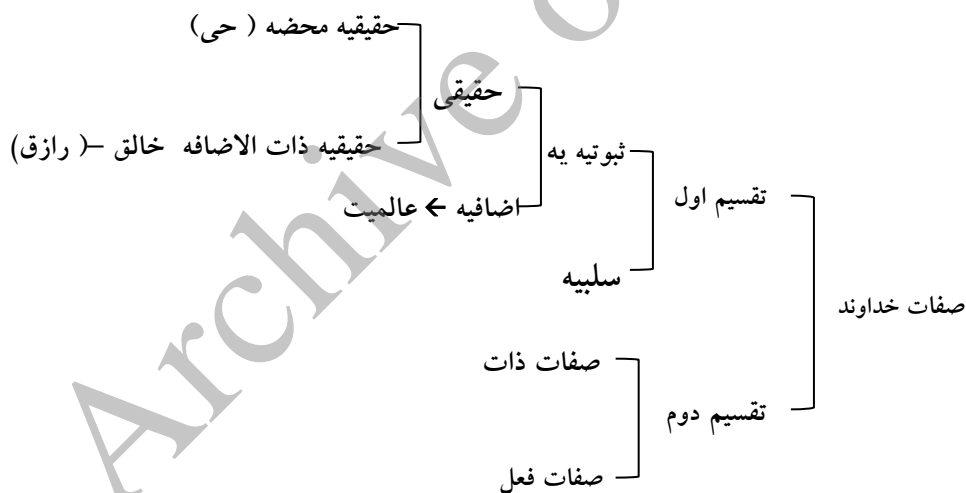 حقیقیه محضه ( حی)
حقیقی
حقیقیه ذات الاضافه خالق –( رازق)
ثبوتیه یه
تقسیم اول
اضافیه ← عالمیت
سلبیه
صفات خداوند
صفات ذات
تقسیم دوم
صفات فعل
Archive o